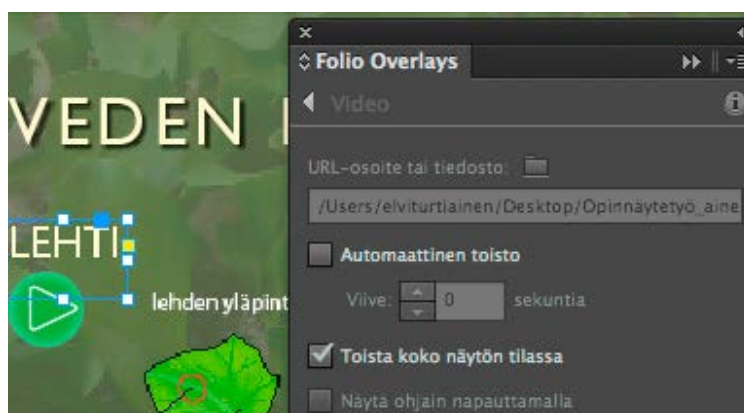 Folio Overlays
Video
VEDEN
URL-osoite tai tiedosto:
/Users/elviturtiainen/Desktop/Opinnäytetyö_aine
LEHTI
Automaattinen toisto
Viive: 0 sekuntia
lehden yläpint
Toista koko näytön tilassa
Näytä ohjain napauttamalla